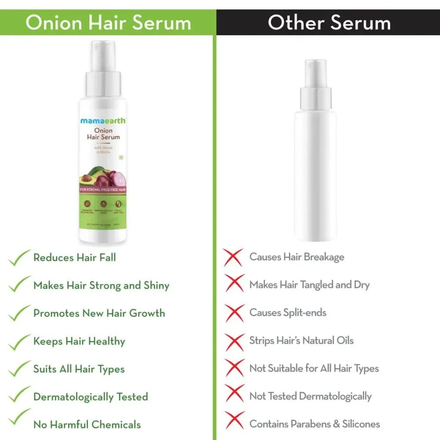 Onion Hair Serum
Other Serum
mamaearth
Onion
Hair Serum
Reduces Hair Fall
Makes Hair Strong and Shiny
Promotes New Hair Growth
Keeps Hair Healthy
Suits All Hair Types
Dermatologically Tested
No Harmful Chemicals
Causes Hair Breakage
Makes Hair Tangled and Dry
Causes Split-ends
Strips Hair's Natural Oils
Not Suitable for All Hair Types
Not Tested Dermatologically
Contains Parabens & Silicones